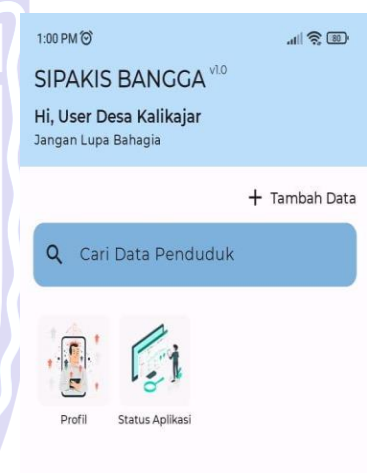 1:00 PM
80
SIPAKIS BANGGA v1.0
Hi, User Desa Kalikajar
Jangan Lupa Bahagia
+ Tambah Data
Cari Data Penduduk
Profil
Status Aplikasi